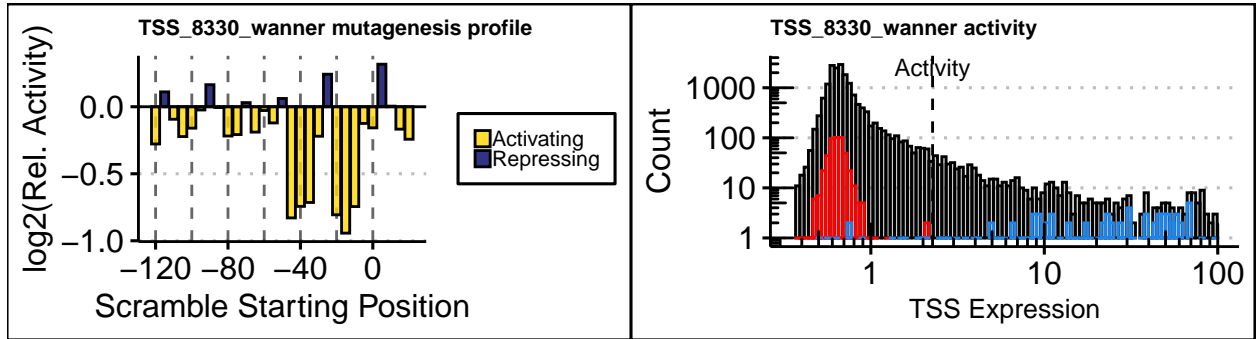 TSS_8330_wanner mutagenesis profile
log2(Rel. Activity)
0.0
−0.5
−1.0
−120
−80
−40
0
Scramble Starting Position
Activating
Repressing
TSS_8330_wanner activity
Activity
Count
1000
100
10
1
1
10
100
TSS Expression